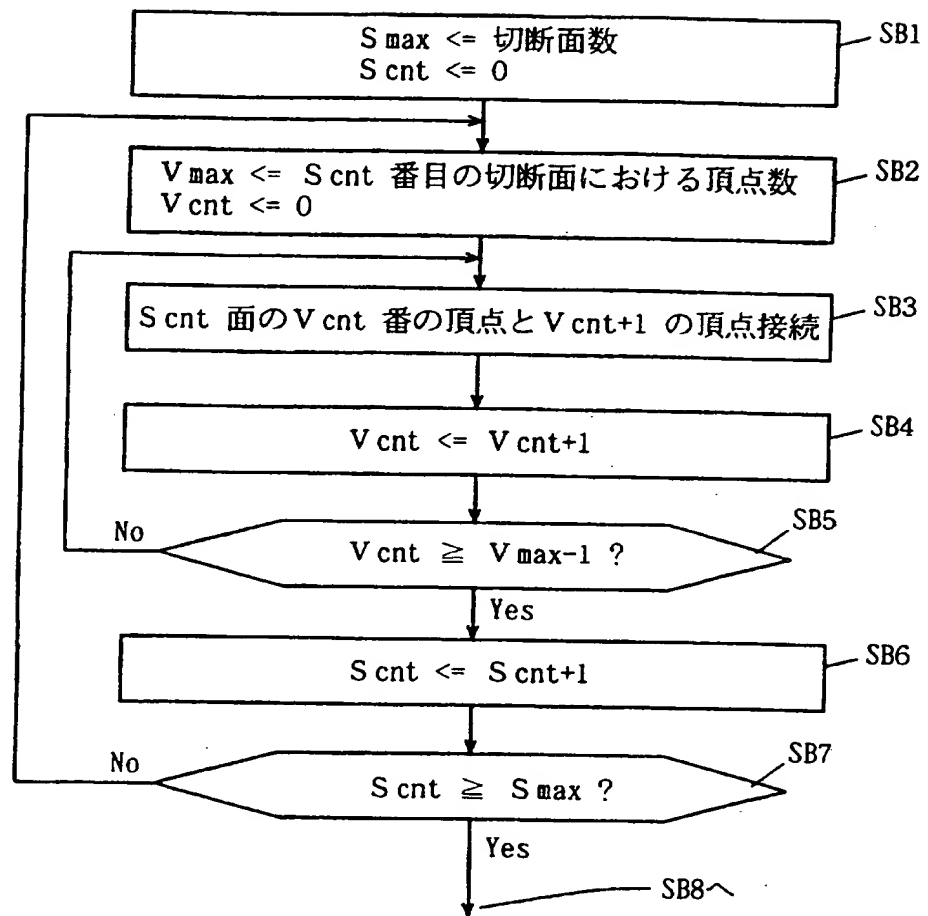 S max <= 切断面数
S cnt <= 0
SB1
V max <= S cnt 番目の切断面における頂点数
V cnt <= 0
SB2
S cnt 面のV cnt 番の頂点とV cnt+1 の頂点接続
SB3
V cnt <= V cnt+1
SB4
No
V cnt ≧ V max-1 ?
SB5
Yes
S cnt <= S cnt+1
SB6
No
S cnt ≧ S max ?
SB7
Yes
SB8へ